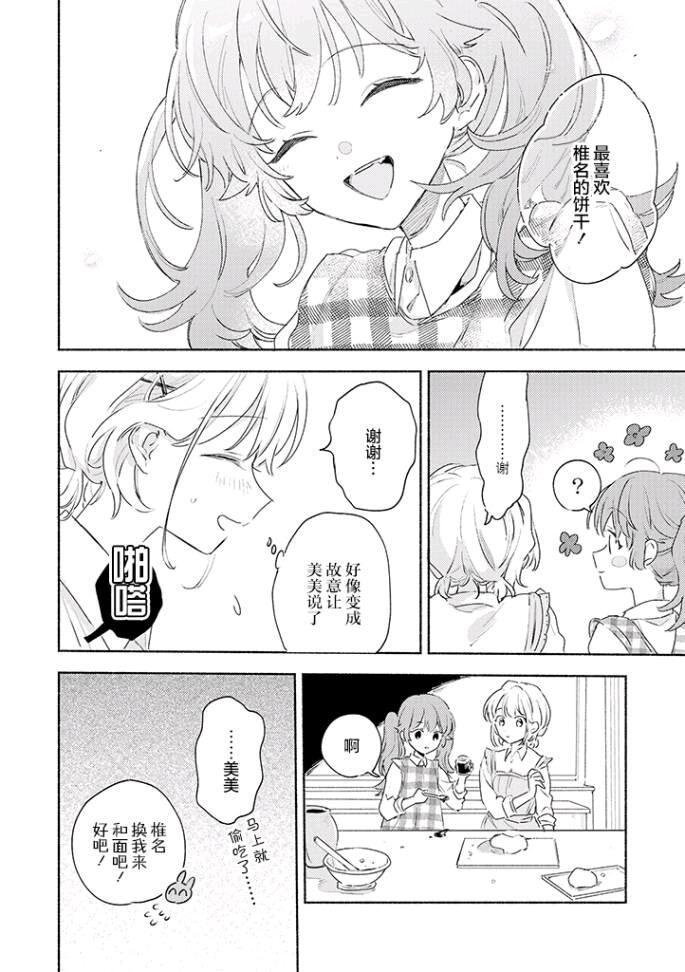 最喜欢
椎名的饼干！
？
……谢
谢谢…
好像变成
故意让
美美说了
啪嗒
啊
……美美
马上就
偷吃了……
椎名
换我来
和面吧！
好吧！